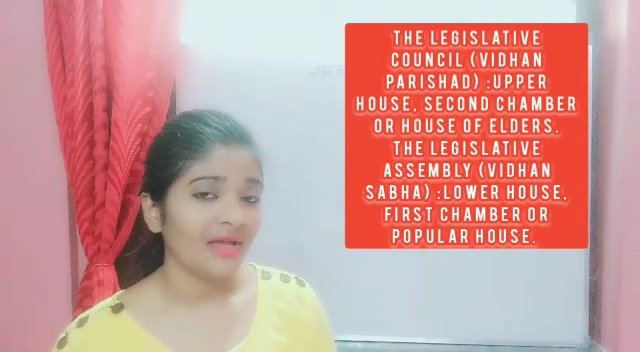 THE LEGISLATIVE
COUNCIL (VIDHAN
PARISHAD) :UPPER
HOUSE, SECOND CHAMBER
OR HOUSE OF ELDERS.
THE LEGISLATIVE
ASSEMBLY (VIDHAN
SABHA) :LOWER HOUSE,
FIRST CHAMBER OR
POPULAR HOUSE.